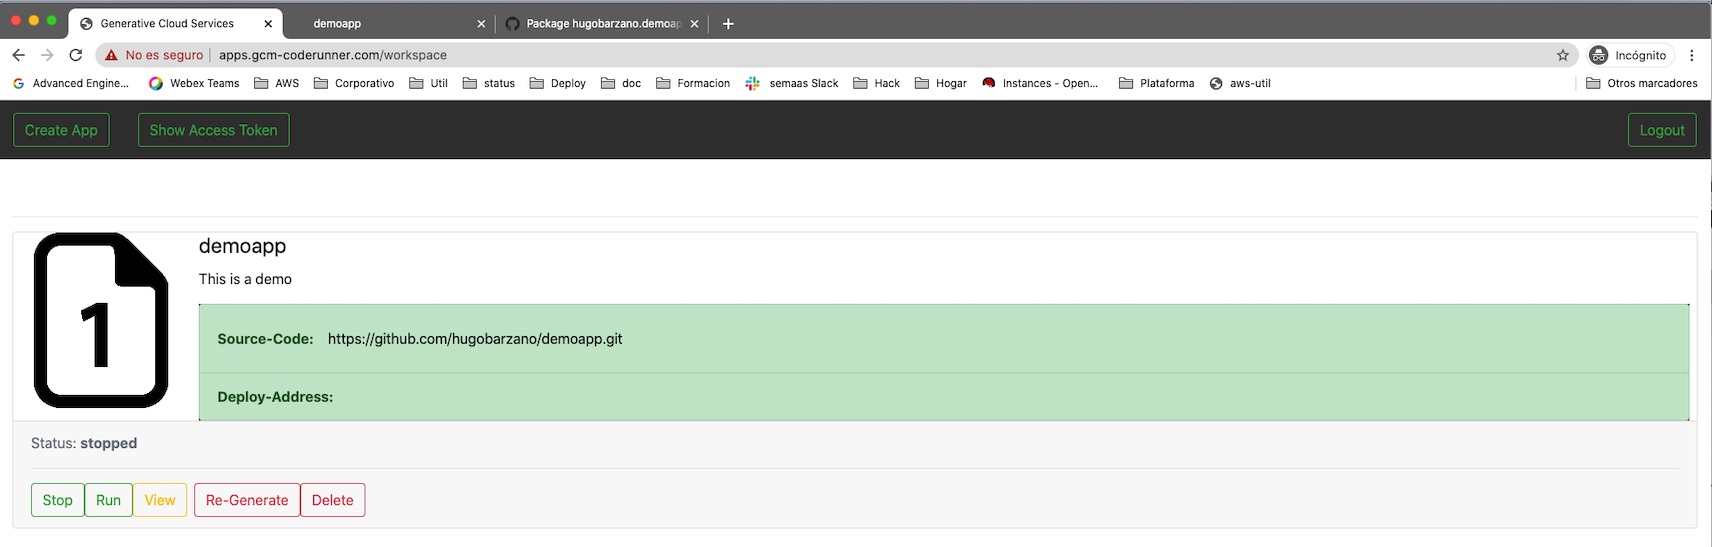 Generative Cloud Services
demoapp
Package hugobarzano.demoap
No es seguro apps.gcm-coderunner.com/workspace Incógnito
Advanced Engine... Webex Teams AWS Corporativo Util status Deploy doc Formacion semaas Slack Hack Hogar Instances - Open... Plataforma aws-util Otros marcadores
Create App Show Access Token Logout
1
demoapp
This is a demo
Source-Code: https://github.com/hugobarzano/demoapp.git
Deploy-Address:
Status: stopped
Stop Run View Re-Generate Delete